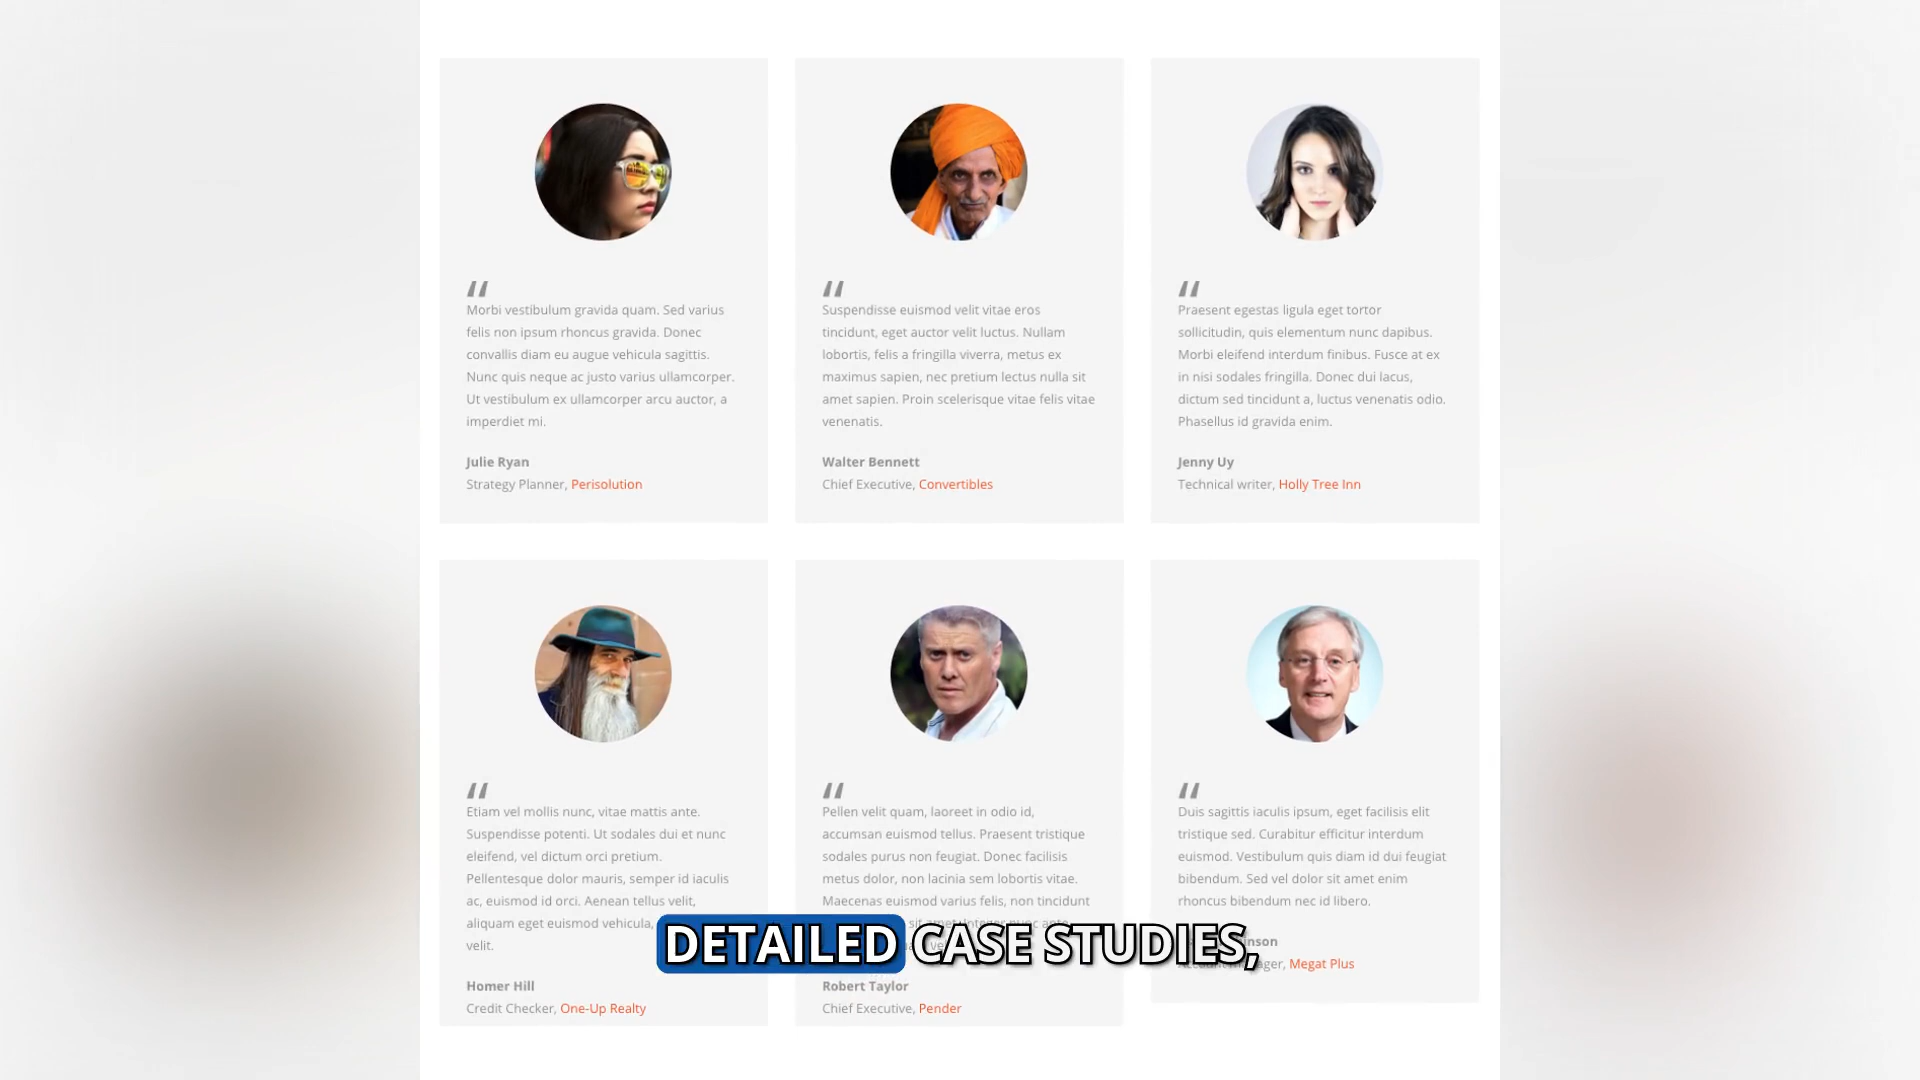 “
Morbi vestibulum gravida quam. Sed varius
felis non ipsum rhoncus gravida. Donec
convallis diam eu augue vehicula sagittis.
Nunc quis neque ac justo varius ullamcorper.
Ut vestibulum ex ullamcorper arcu auctor, a
imperdiet mi.
Julie Ryan
Strategy Planner, Perisolution
“
Suspendisse euismod velit vitae eros
tincidunt, eget auctor velit luctus. Nullam
lobortis, felis a fringilla viverra, metus ex
maximus sapien, nec pretium lectus nulla sit
amet sapien. Proin scelerisque vitae felis vitae
venenatis.
Walter Bennett
Chief Executive, Convertibles
“
Praesent egestas ligula eget tortor
sollicitudin, quis elementum nunc dapibus.
Morbi eleifend interdum finibus. Fusce at ex
in nisi sodales fringilla. Donec dui lacus,
dictum sed tincidunt a, luctus venenatis odio.
Phasellus id gravida enim.
Jenny Uy
Technical writer, Holly Tree Inn
“
Etiam vel mollis nunc, vitae mattis ante.
Suspendisse potenti. Ut sodales dui et nunc
eleifend, vel dictum orci pretium.
Pellentesque dolor mauris, semper id iaculis
ac, euismod id orci. Aenean tellus velit,
aliquam eget euismod vehicula,
velit.
Homer Hill
Credit Checker, One-Up Realty
“
Pellen velit quam, laoreet in odio id,
accumsan euismod tellus. Praesent tristique
sodales purus non feugiat. Donec facilisis
metus dolor, non lacinia sem lobortis vitae.
Maecenas euismod varius felis, non tincidunt
sit amet. Integer nunc ante
Robert Taylor
Chief Executive, Pender
“
Duis sagittis iaculis ipsum, eget facilisis elit
tristique sed. Curabitur efficitur interdum
euismod. Vestibulum quis diam id dui feugiat
bibendum. Sed vel dolor sit amet enim
rhoncus bibendum nec id libero.
Megat Plus
DETAILED CASE STUDIES,